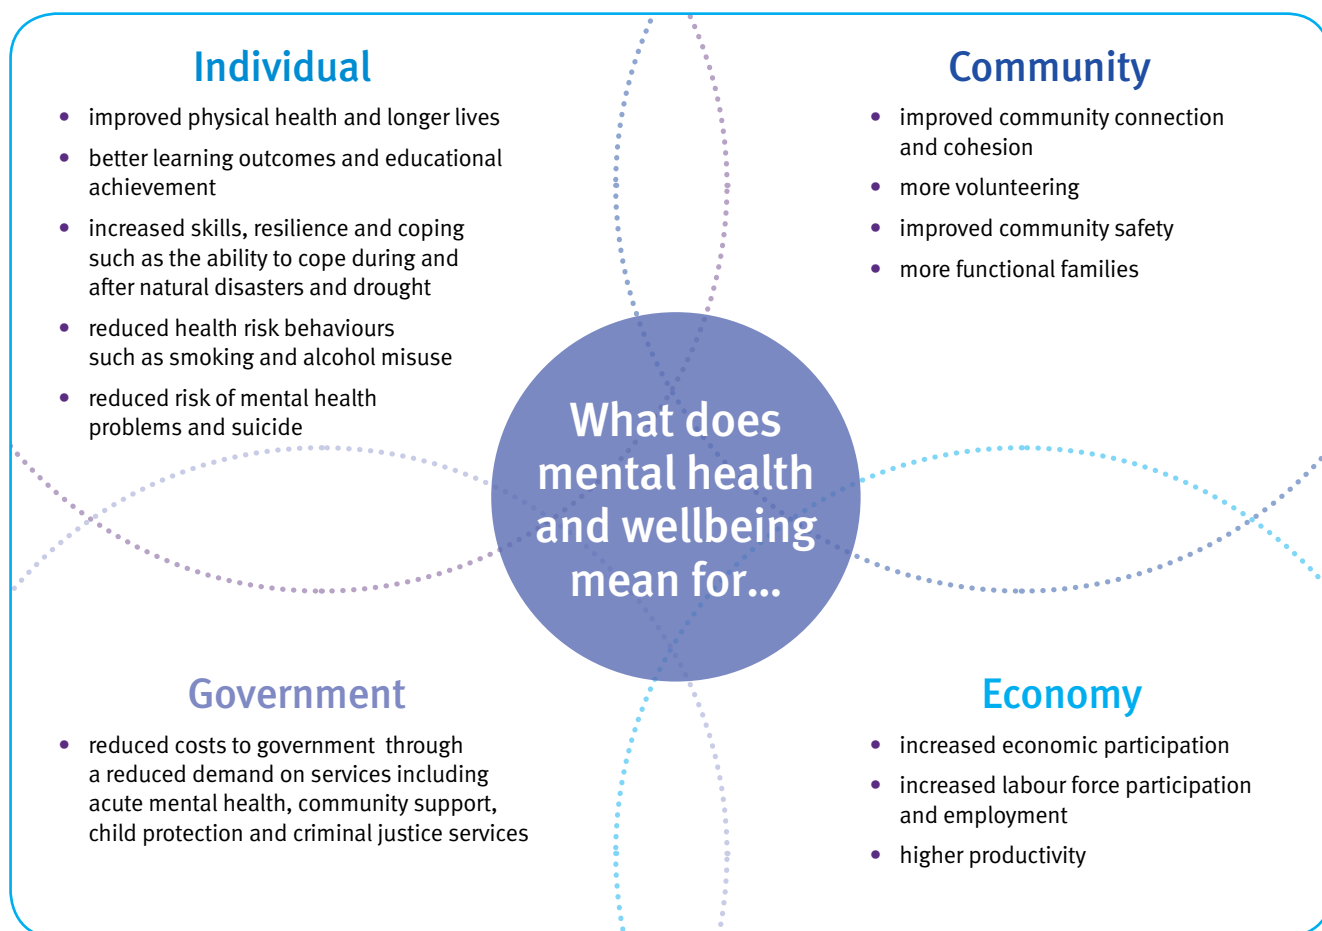 Individual
• improved physical health and longer lives
• better learning outcomes and educational
achievement
• increased skills, resilience and coping
such as the ability to cope during and
after natural disasters and drought
• reduced health risk behaviours
such as smoking and alcohol misuse
• reduced risk of mental health
problems and suicide
Community
• improved community connection
and cohesion
• more volunteering
• improved community safety
• more functional families
What does
mental health
and wellbeing
mean for...
Government
• reduced costs to government through
a reduced demand on services including
acute mental health, community support,
child protection and criminal justice services
Economy
• increased economic participation
• increased labour force participation
and employment
• higher productivity